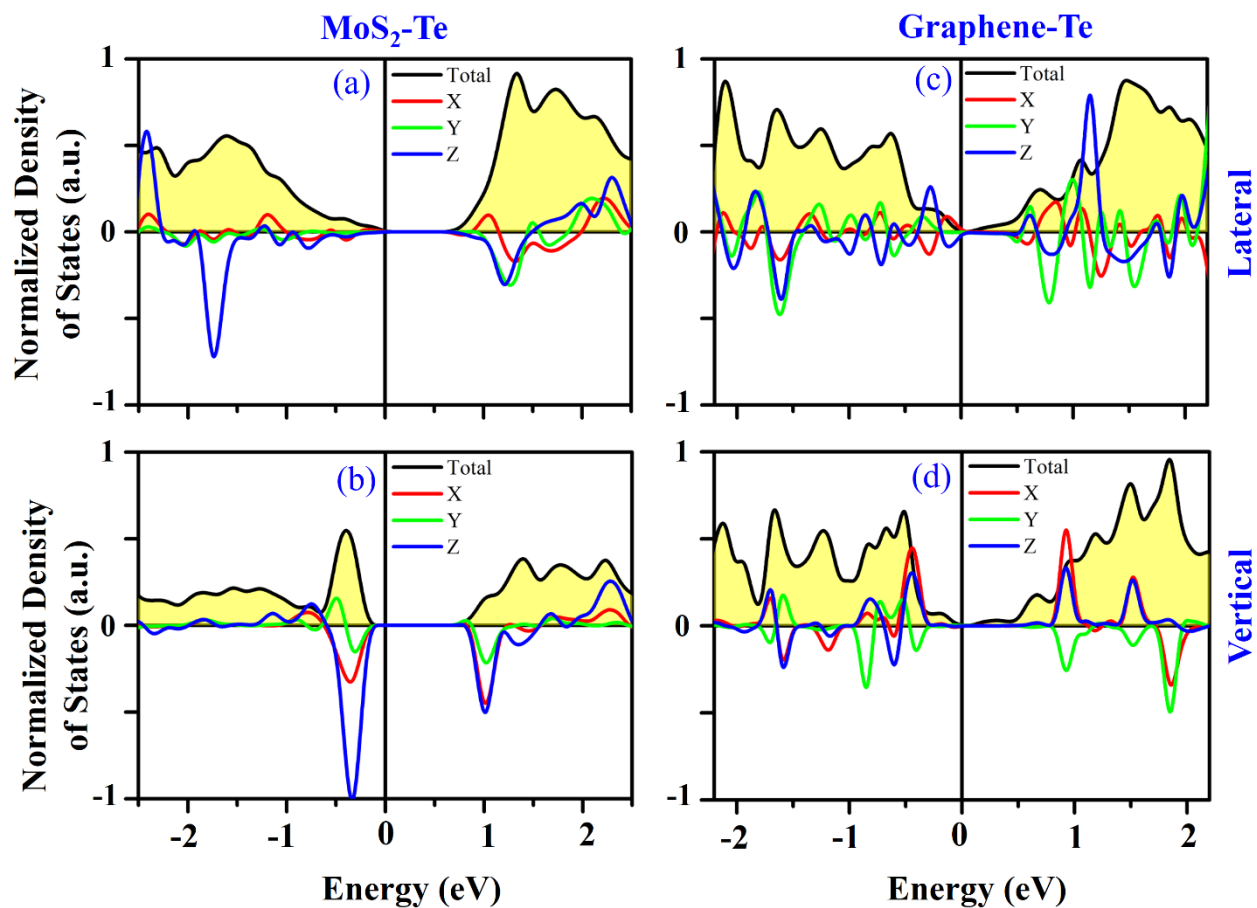 MoS2-Te
Graphene-Te
Normalized Density
of States (a.u.)
1
0
-1
(a)
Total
X
Y
Z
(c)
Total
X
Y
Z
1
0
-1
Lateral
Normalized Density
of States (a.u.)
1
0
-1
(b)
Total
X
Y
Z
-2
-1
0
1
2
Energy (eV)
1
0
-1
(d)
Total
X
Y
Z
-2
-1
0
1
2
Energy (eV)
Vertical